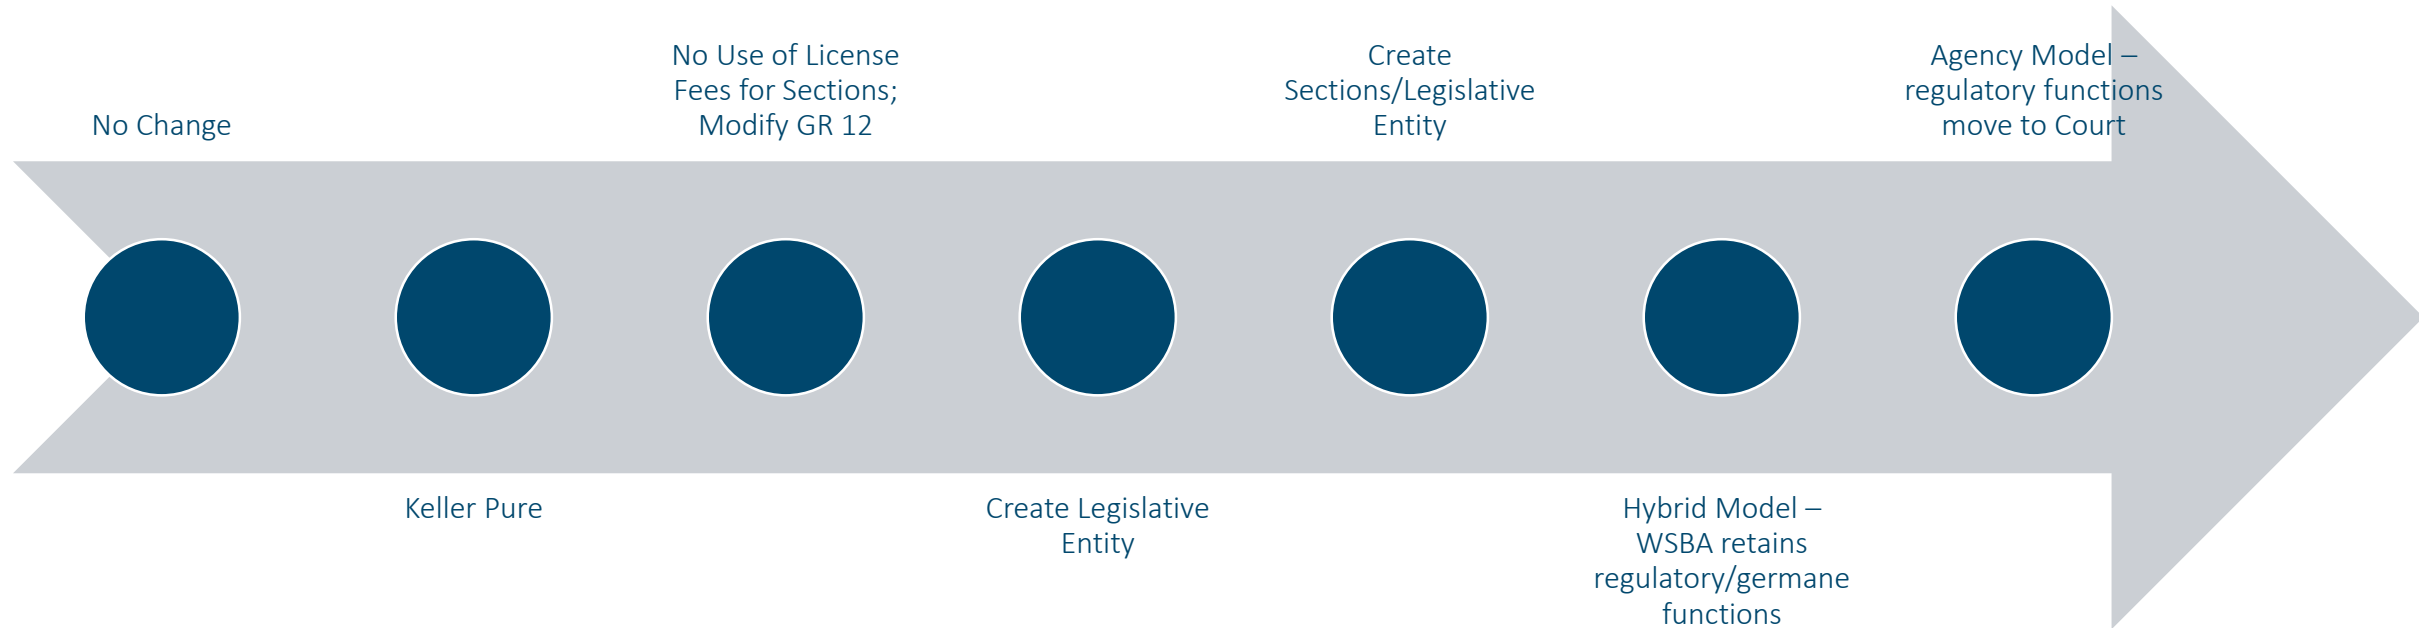 No Change
Keller Pure
No Use of License
Fees for Sections;
Modify GR 12
Create Legislative
Entity
Create
Sections/Legislative
Entity
Hybrid Model –
WSBA retains
regulatory/germane
functions
Agency Model –
regulatory functions
move to Court